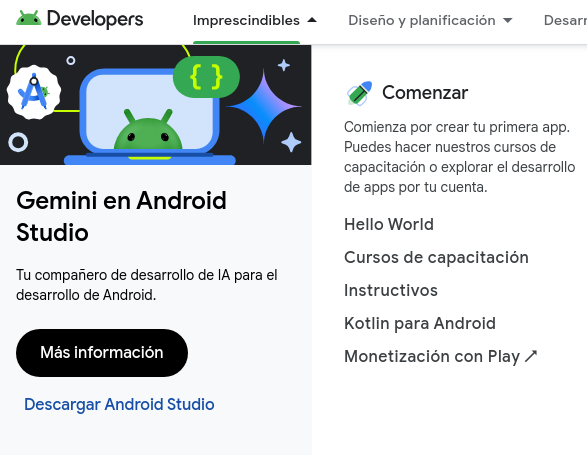 Developers
Imprescindibles
Diseño y planificación
{ }
Gemini en Android
Studio
Tu compañero de desarrollo de IA para el
desarrollo de Android.
Más información
Descargar Android Studio
Comenzar
Comienza por crear tu primera app.
Puedes hacer nuestros cursos de
capacitación o explorar el desarrollo
de apps por tu cuenta.
Hello World
Cursos de capacitación
Instructivos
Kotlin para Android
Monetización con Play ↗